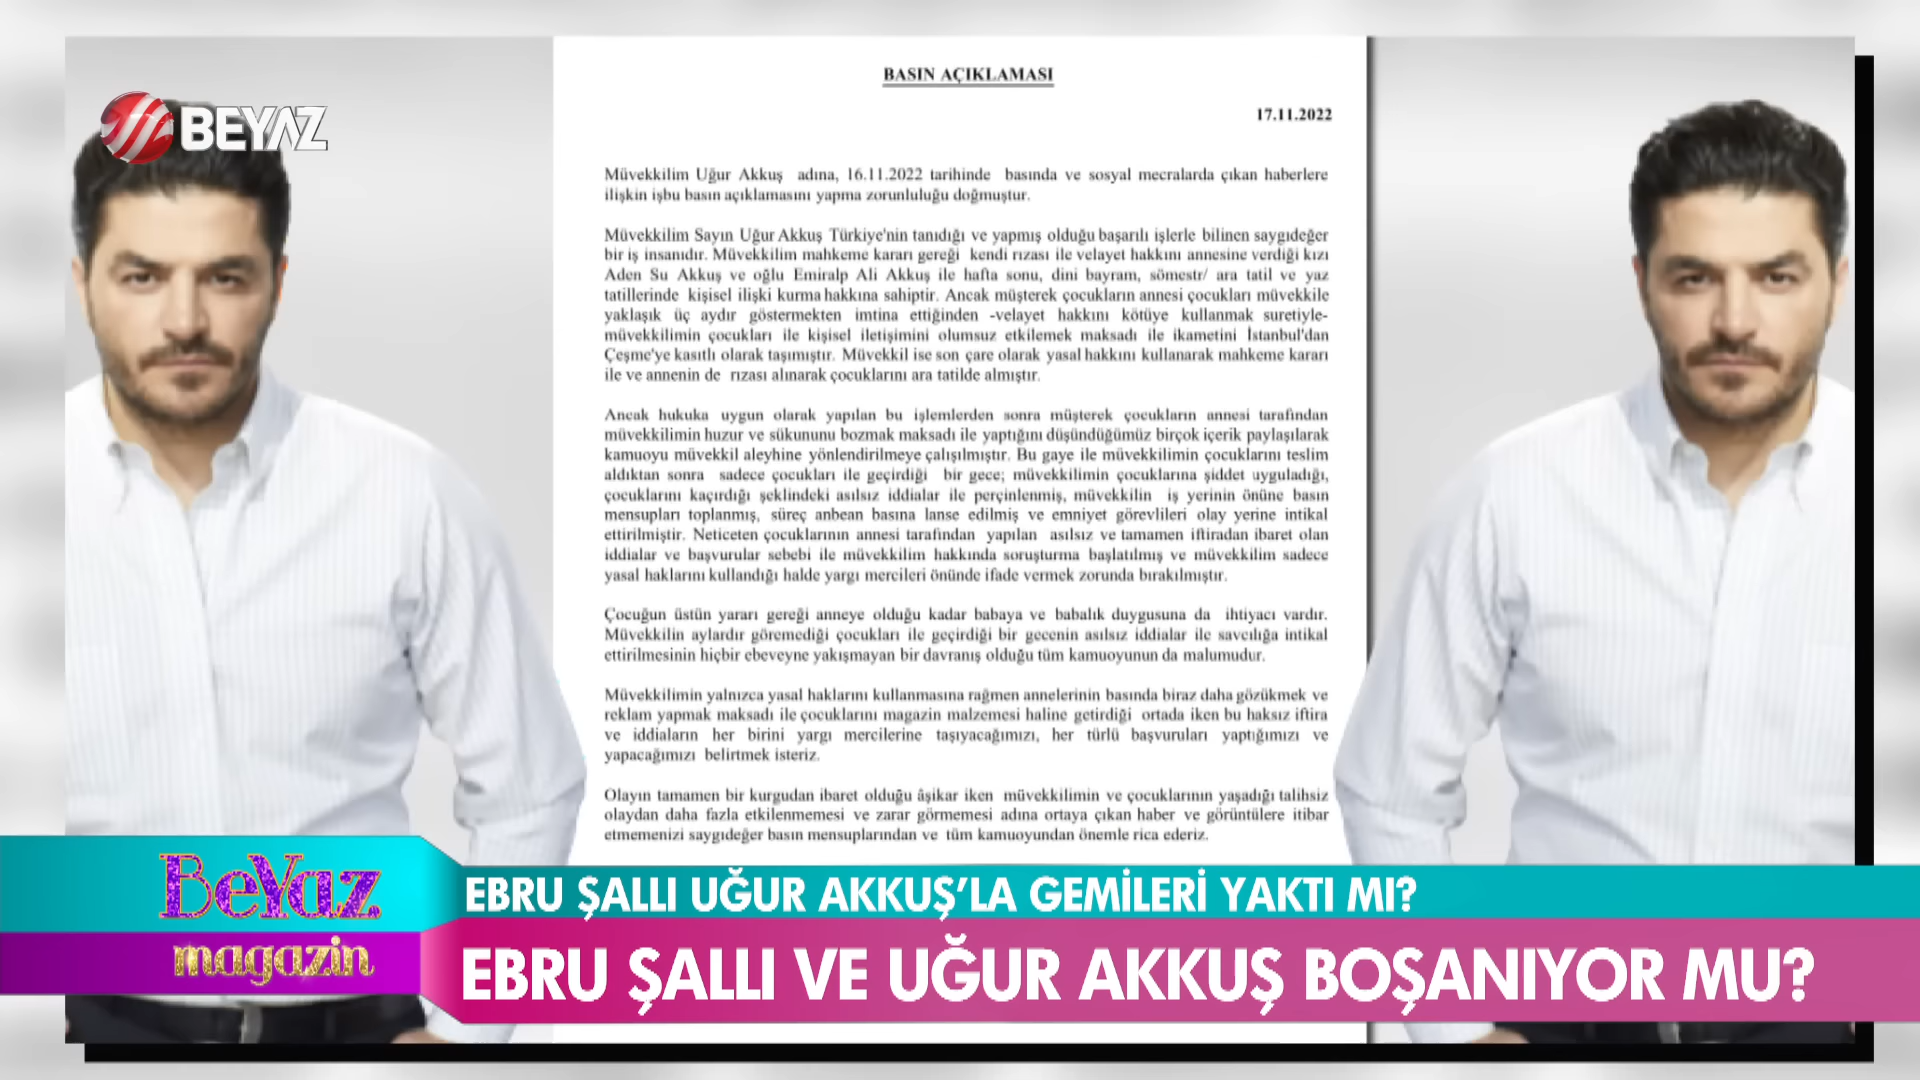 BEYAZ
BASIN AÇIKLAMASI
17.11.2022
Müvekkilim Uğur Akkuş adına, 16.11.2022 tarihinde basında ve sosyal mecralarda çıkan haberlere
ilişkin işbu basın açıklamasını yapma zorunluluğu doğmuştur.
Müvekkilim Sayın Uğur Akkuş Türkiye'nin tanıdığı ve yapmış olduğu başarılı işlerle bilinen saygıdeğer
bir iş insanıdır. Müvekkilim mahkeme kararı gereği kendi rızası ile velayet hakkını annesine verdiği kızı
Aden Su Akkuş ve oğlu Emiralp Ali Akkuş ile hafta sonu, dini bayram, sömestr/ ara tatil ve yaz
tatillerinde kişisel ilişki kurma hakkına sahiptir. Ancak müşterek çocukların annesi çocukları müvekkile
yaklaşık üç aydır göstermekten imtina ettiğinden -velayet hakkını kötüye kullanmak suretiyle-
müvekkilimin çocukları ile kişisel iletişimini olumsuz etkilemek maksadı ile ikametini İstanbul'dan
Çeşme'ye kasıtlı olarak taşımıştır. Müvekkil ise son çare olarak yasal hakkını kullanarak mahkeme kararı
ile ve annenin de rızası alınarak çocuklarını ara tatilde almıştır.
Ancak hukuka uygun olarak yapılan bu işlemlerden sonra müşterek çocukların annesi tarafından
müvekkilimin huzur ve sükununu bozmak maksadı ile yaptığını düşündüğümüz birçok içerik paylaşılarak
kamuoyu müvekkil aleyhine yönlendirilmeye çalışılmıştır. Bu gaye ile müvekkilimin çocuklarını teslim
aldıktan sonra sadece çocukları ile geçirdiği bir gece; müvekkilimin çocuklarına şiddet uyguladığı,
çocuklarını kaçırdığı şeklindeki asılsız iddialar ile perçinlenmiş, müvekkilin iş yerinin önüne basın
mensupları toplanmış, süreç anbean basına lanse edilmiş ve emniyet görevlileri olay yerine intikal
ettirilmiştir. Neticeten çocuklarının annesi tarafından yapılan asılsız ve tamamen iftiradan ibaret olan
iddialar ve başvurular sebebi ile müvekkilim hakkında soruşturma başlatılmış ve müvekkilim sadece
yasal haklarını kullandığı halde yargı mercileri önünde ifade vermek zorunda bırakılmıştır.
Çocuğun üstün yararı gereği anneye olduğu kadar babaya ve babalık duygusuna da ihtiyacı vardır.
Müvekkilin aylardır göremediği çocukları ile geçirdiği bir gecenin asılsız iddialar ile savcılığa intikal
ettirilmesinin hiçbir ebeveyne yakışmayan bir davranış olduğu tüm kamuoyunun da malumudur.
Müvekkilimin yalnızca yasal haklarını kullanmasına rağmen annelerinin basında biraz daha gözükmek ve
reklam yapmak maksadı ile çocuklarını magazin malzemesi haline getirdiği ortada iken bu haksız iftira
ve iddiaların her birini yargı mercilerine taşıyacağımızı, her türlü başvuruları yaptığımızı ve
yapacağımızı belirtmek isteriz.
Olayın tamamen bir kurgudan ibaret olduğu âşikar iken müvekkilimin ve çocuklarının yaşadığı talihsiz
olaydan daha fazla etkilenmemesi ve zarar görmemesi adına ortaya çıkan haber ve görüntülere itibar
etmemenizi saygıdeğer basın mensuplarından ve tüm kamuoyundan önemle rica ederiz.
BeYaz
magazin
EBRU ŞALLI UĞUR AKKUŞ'LA GEMİLERİ YAKTI MI?
EBRU ŞALLI VE UĞUR AKKUŞ BOŞANIYOR MU?